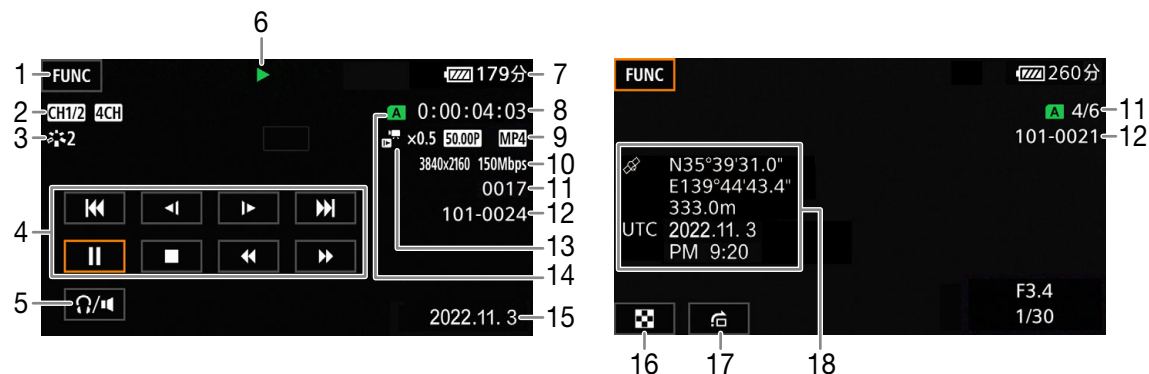 6
1 FUNC 179分 7
2 CH1/2 4CH A 0:00:04:03 8
3 2 ×0.5 50.00P MP4 9
3840x2160 150Mbps 10
0017 11
101-0024 12
4
13
14
5
2022.11. 3 15
FUNC 260分
A 4/6 11
101-0021 12
N35°39'31.0"
E139°44'43.4"
333.0m
UTC 2022.11. 3
PM 9:20
F3.4
1/30
16 17 18